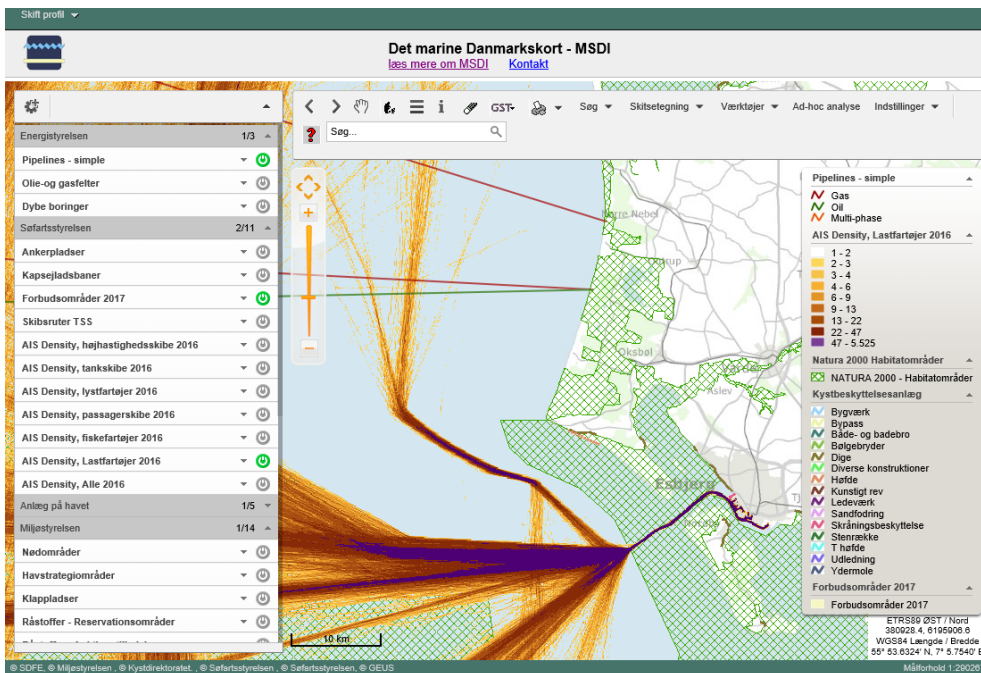 Skift profil
Det marine Danmarkskort - MSDI
læs mere om MSDI Kontakt
GST
Søg
Skitsetegning
Værktøjer
Ad-hoc analyse
Indstillinger
Søg...
Energistyrelsen 1/3
Pipelines - simple
Olie-og gasfelter
Dybe boringer
Søfartsstyrelsen 2/11
Ankerpladser
Kapsejladsbaner
Forbudsområder 2017
Skibsruter TSS
AIS Density, højhastighedsskibe 2016
AIS Density, tankskibe 2016
AIS Density, lystfartøjer 2016
AIS Density, passagerskibe 2016
AIS Density, fiskefartøjer 2016
AIS Density, Lastfartøjer 2016
AIS Density, Alle 2016
Anlæg på havet 1/5
Miljøstyrelsen 1/14
Nødområder
Havstrategiområder
Klappladser
Råstoffer - Reservationsområder
Nørre Nebel
Oksbøl
Esbjerg
10 km
Pipelines - simple
Gas
Oil
Multi-phase
AIS Density, Lastfartøjer 2016
1 - 2
2 - 3
3 - 4
4 - 6
6 - 9
9 - 13
13 - 22
22 - 47
47 - 5.525
Natura 2000 Habitatområder
NATURA 2000 - Habitatområder
Kystbeskyttelsesanlæg
Bygværk
Bypass
Både- og badebro
Bølgebryder
Dige
Diverse konstruktioner
Høfde
Kunstigt rev
Ledeværk
Sandfodring
Skråningsbeskyttelse
Stenrække
T høfde
Udledning
Ydermole
Forbudsområder 2017
Forbudsområder 2017
ETRS89 ØST / Nord
380928.4, 6195906.6
WGS84 Længde / Bredde
55° 53.6324' N, 7° 5.7540' E
© SDFE, © Miljøstyrelsen , © Kystdirektoratet. , © Søfartsstyrelsen , © Søfartsstyrelsen, © GEUS
Målforhold 1:29026